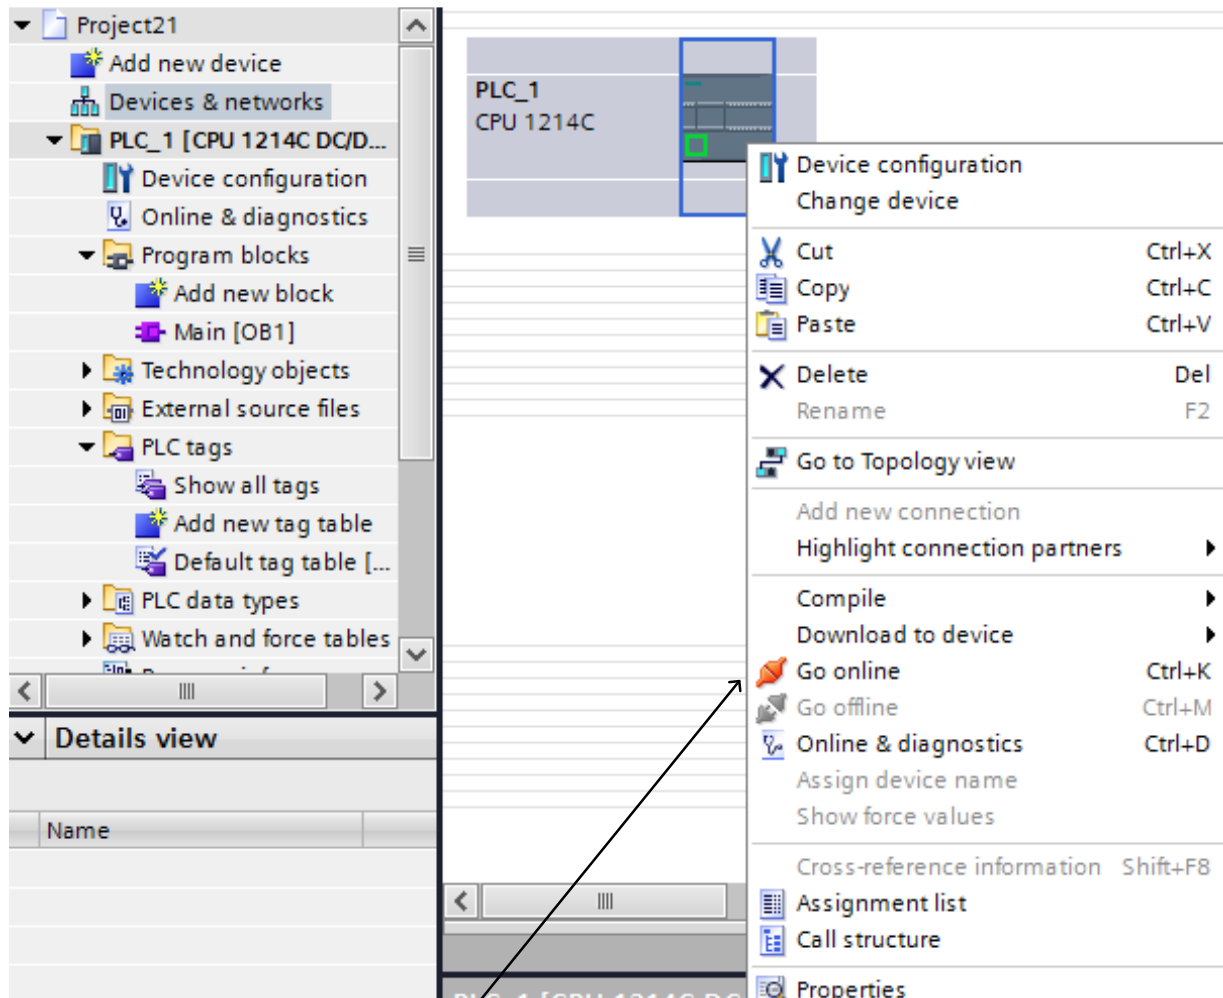 Project21
Add new device
Devices & networks
PLC_1 [CPU 1214C DC/D...
Device configuration
Online & diagnostics
Program blocks
Add new block
Main [OB1]
Technology objects
External source files
PLC tags
Show all tags
Add new tag table
Default tag table [...
PLC data types
Watch and force tables
Details view
Name
PLC_1
CPU 1214C
Device configuration
Change device
Cut Ctrl+X
Copy Ctrl+C
Paste Ctrl+V
Delete Del
Rename F2
Go to Topology view
Add new connection
Highlight connection partners
Compile
Download to device
Go online Ctrl+K
Go offline Ctrl+M
Online & diagnostics Ctrl+D
Assign device name
Show force values
Cross-reference information Shift+F8
Assignment list
Call structure
Properties
PLC_1 [CPU 1214C DC